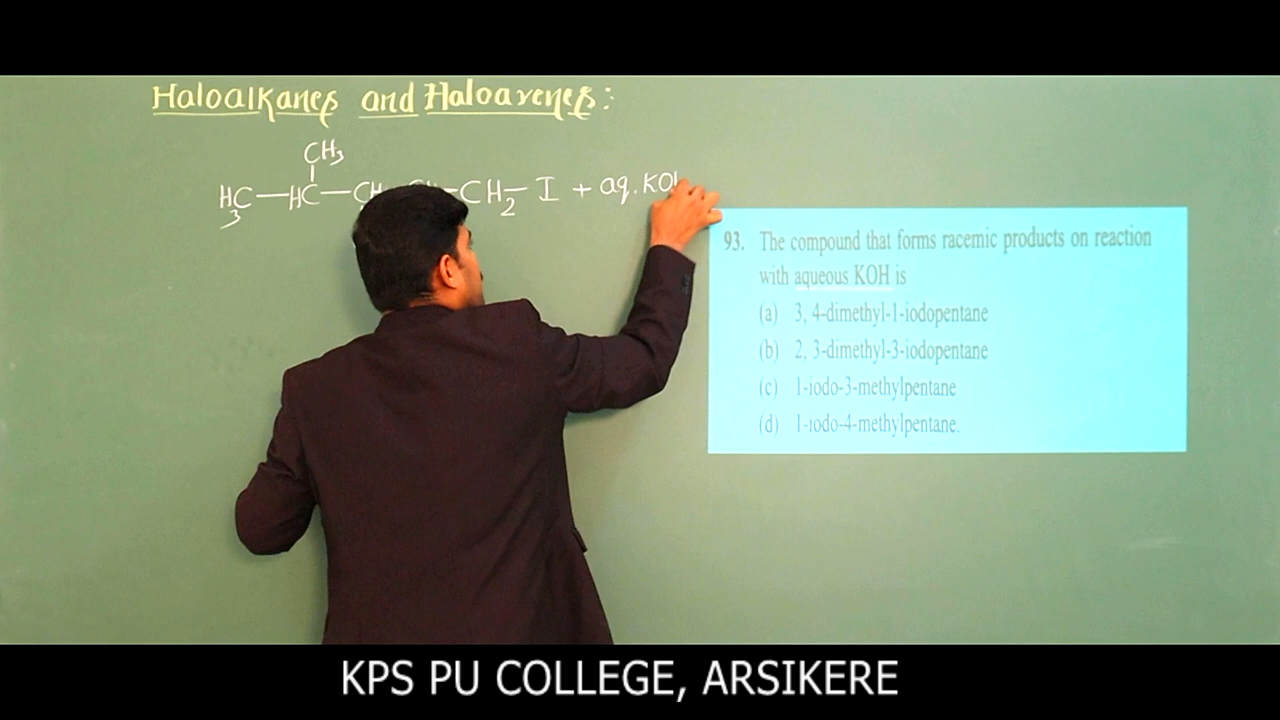 Haloalkanes and Haloarenes:
CH3
H3C—HC—CH —CH2—I + aq.KOH
93. The compound that forms racemic products on reaction
with aqueous KOH is
(a) 3, 4-dimethyl-1-iodopentane
(b) 2, 3-dimethyl-3-iodopentane
(c) 1-iodo-3-methylpentane
(d) 1-iodo-4-methylpentane.
KPS PU COLLEGE, ARSIKERE